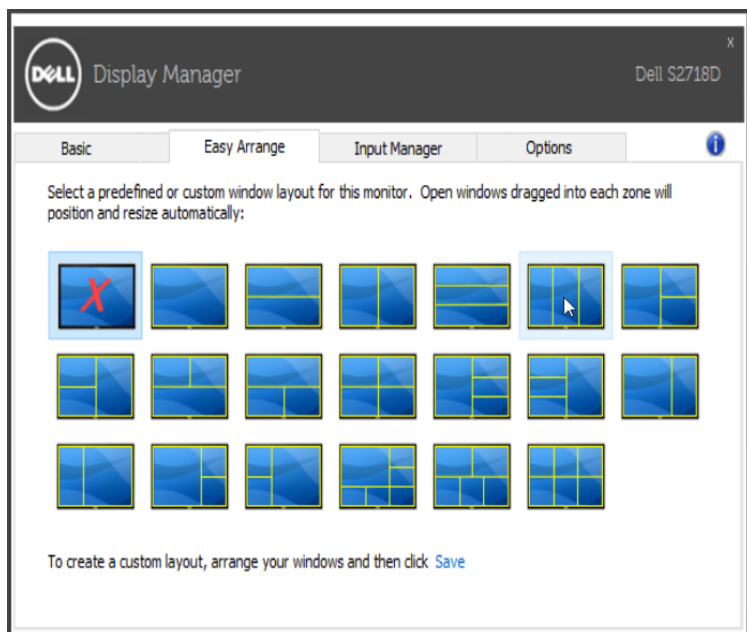 DELL Display Manager
x
Dell S2718D
Basic Easy Arrange Input Manager Options
Select a predefined or custom window layout for this monitor. Open windows dragged into each zone will
position and resize automatically:
To create a custom layout, arrange your windows and then click Save